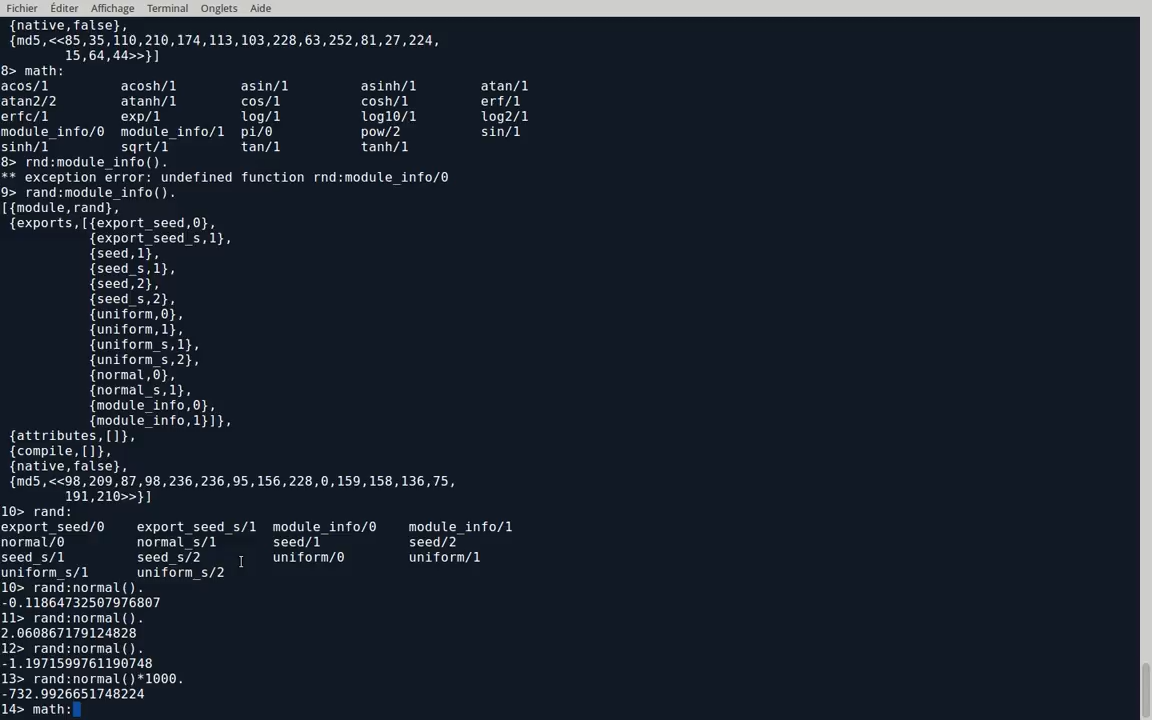 Fichier Éditer Affichage Terminal Onglets Aide
{native,false},
{md5,<<85,35,110,210,174,113,103,228,63,252,81,27,224,
15,64,44>>}]
8> math:
acos/1 acosh/1 asin/1 asinh/1 atan/1
atan2/2 atanh/1 cos/1 cosh/1 erf/1
erfc/1 exp/1 log/1 log10/1 log2/1
module_info/0 module_info/1 pi/0 pow/2 sin/1
sinh/1 sqrt/1 tan/1 tanh/1
8> rnd:module_info().
** exception error: undefined function rnd:module_info/0
9> rand:module_info().
[{module,rand},
{exports,[{export_seed,0},
{export_seed_s,1},
{seed,1},
{seed_s,1},
{seed,2},
{seed_s,2},
{uniform,0},
{uniform,1},
{uniform_s,1},
{uniform_s,2},
{normal,0},
{normal_s,1},
{module_info,0},
{module_info,1}]},
{attributes,[]},
{compile,[]},
{native,false},
{md5,<<98,209,87,98,236,236,95,156,228,0,159,158,136,75,
191,210>>}]
10> rand:
export_seed/0 export_seed_s/1 module_info/0 module_info/1
normal/0 normal_s/1 seed/1 seed/2
seed_s/1 seed_s/2 uniform/0 uniform/1
uniform_s/1 uniform_s/2
10> rand:normal().
-0.11864732507976807
11> rand:normal().
2.060867179124828
12> rand:normal().
-1.1971599761190748
13> rand:normal()*1000.
-732.9926651748224
14> math: